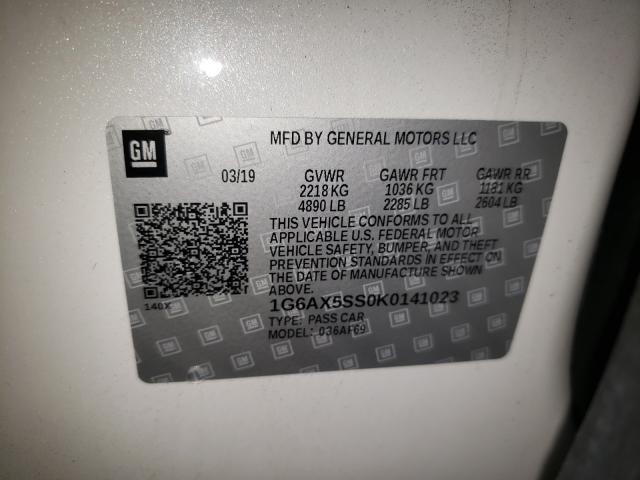 GM
MFD BY GENERAL MOTORS LLC
03/19 GVWR GAWR FRT GAWR RR
2218 KG 1036 KG 1181 KG
4890 LB 2285 LB 2604 LB
THIS VEHICLE CONFORMS TO ALL
APPLICABLE U.S. FEDERAL MOTOR
VEHICLE SAFETY, BUMPER, AND THEFT
PREVENTION STANDARDS IN EFFECT ON
THE DATE OF MANUFACTURE SHOWN
ABOVE.
140X
1G6AX5SS0K0141023
TYPE: PASS CAR
MODEL: 036AF69